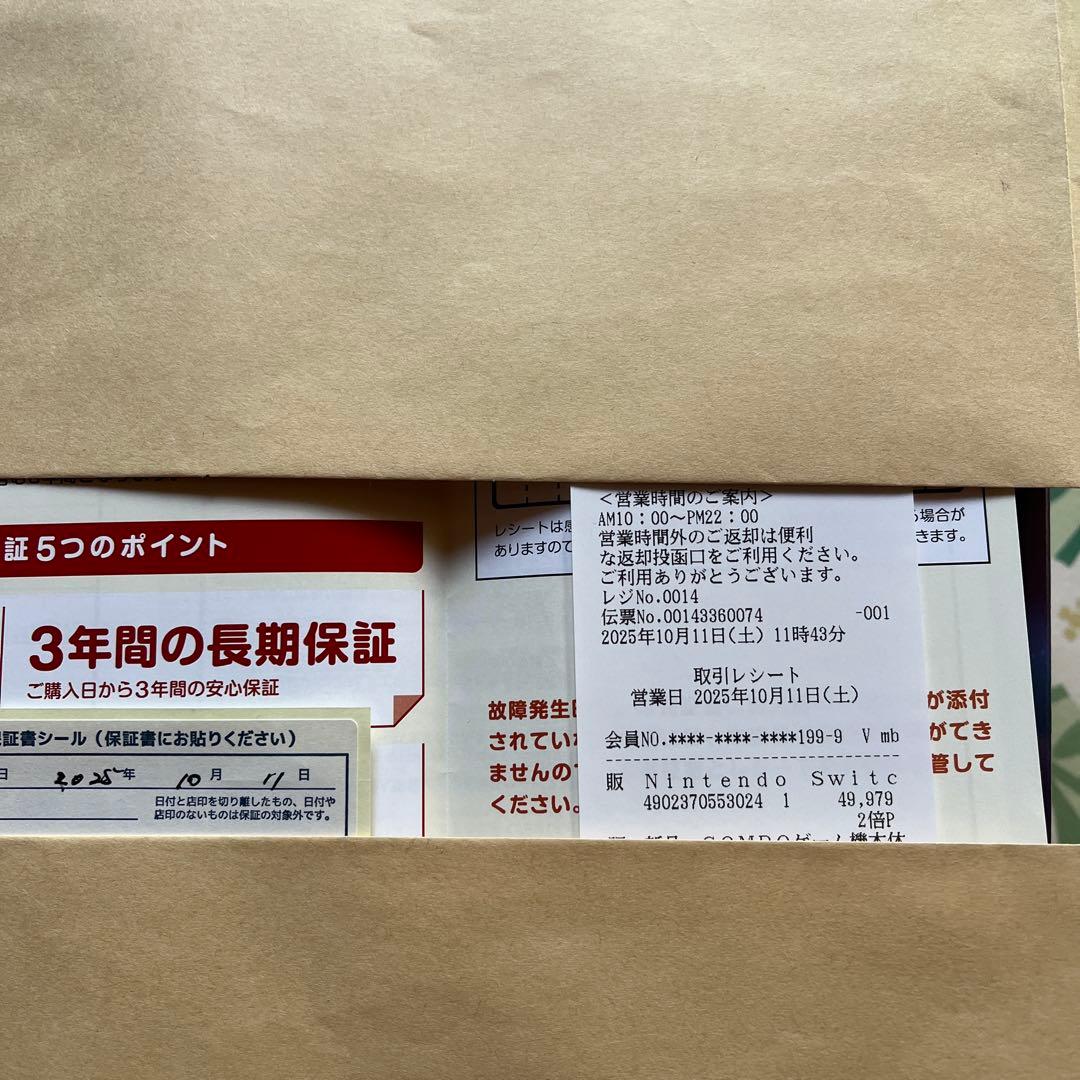 証5つのポイント
3年間の長期保証
ご購入日から3年間の安心保証
証書シール（保証書にお貼りください）
日 2025年 10月 11日
日付と店印を切り離したもの、日付や
店印のないものは保証の対象外です。
レシートは感
ありますので
場合が
きます。
故障発生
されてい
ませんの
ください。
が添付
がでてき
管して
<営業時間のご案内>
AM10：00～PM22：00
営業時間外のご返却は便利
な返却投函口をご利用ください。
ご利用ありがとうございます。
レジNo.0014
伝票No.00143360074 -001
2025年10月11日(土) 11時43分
取引レシート
営業日 2025年10月11日(土)
会員NO.****-****-****199-9 V mb
販 Nintendo Switc
4902370553024 1 49,979
2倍P
COMBOゲーム機本体